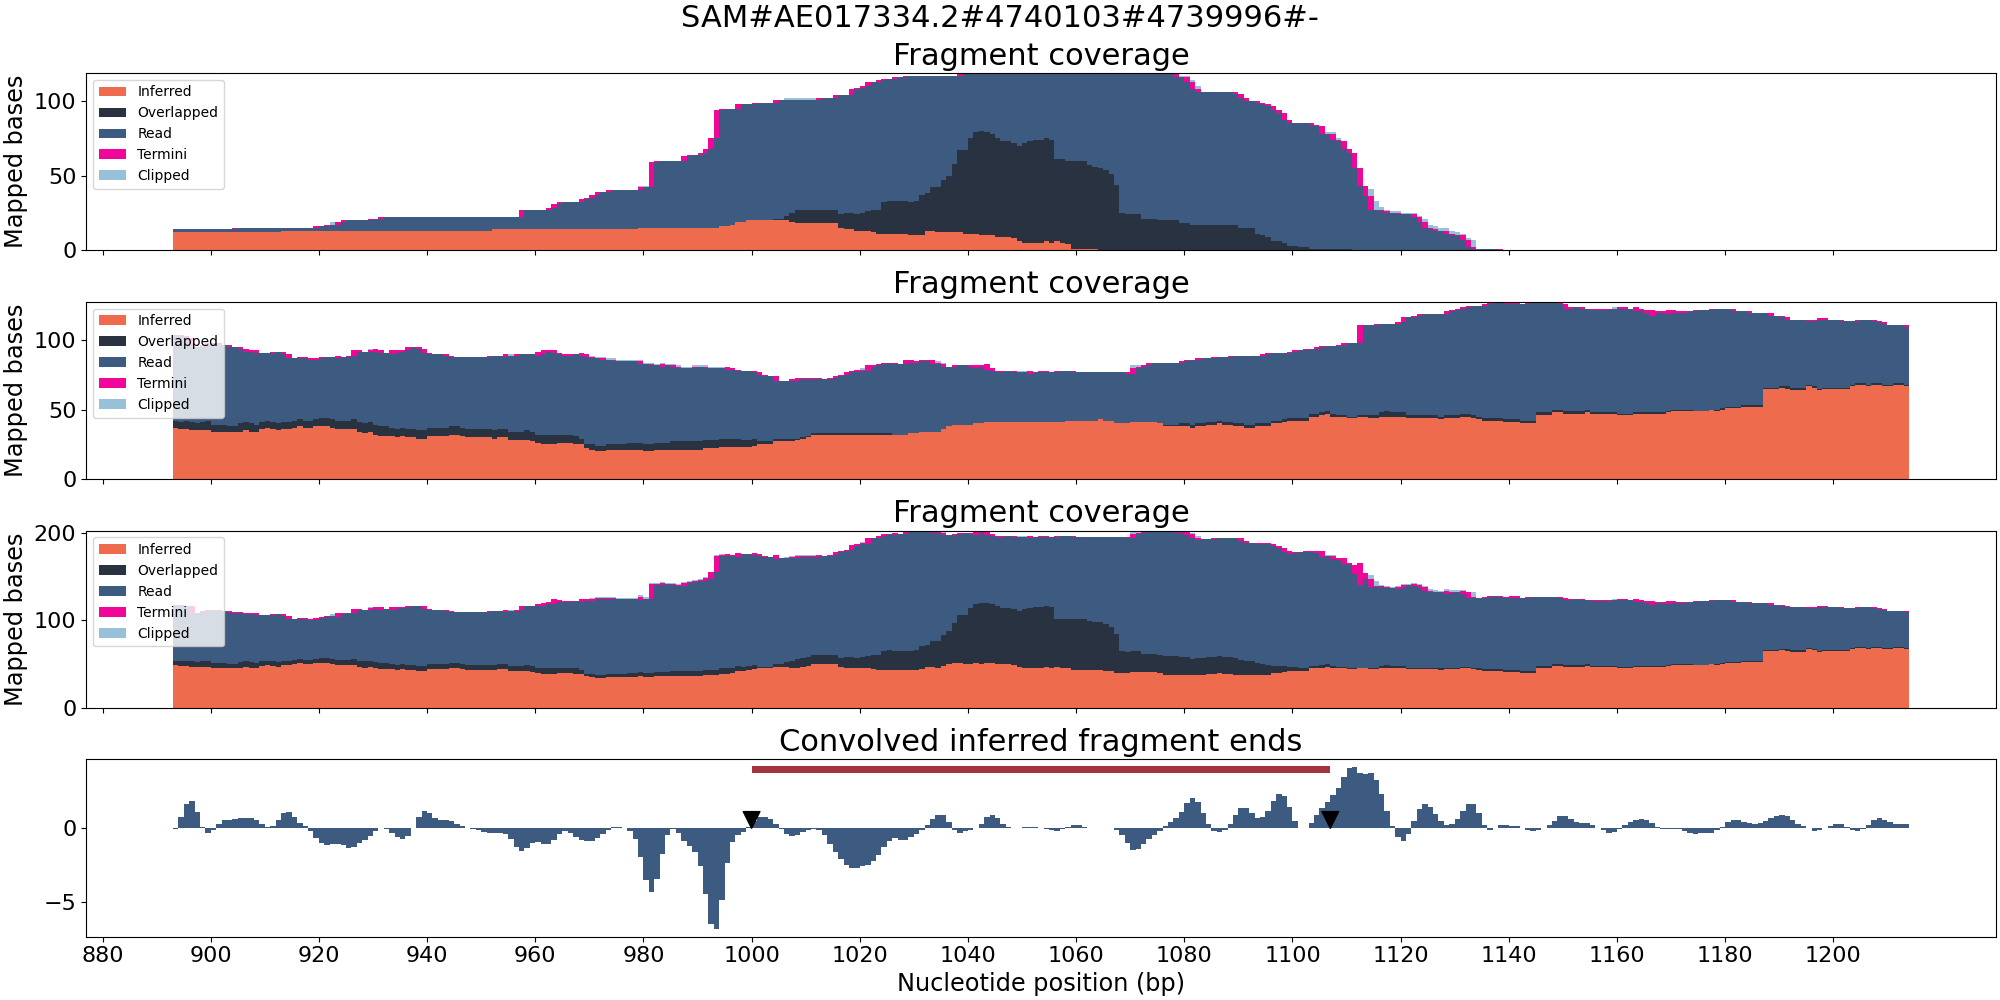 SAM#AE017334.2#4740103#4739996#-
Fragment coverage
Mapped bases
100
50
0
Inferred
Overlapped
Read
Termini
Clipped
Fragment coverage
Mapped bases
100
50
0
Inferred
Overlapped
Read
Termini
Clipped
Fragment coverage
Mapped bases
200
100
0
Inferred
Overlapped
Read
Termini
Clipped
Convolved inferred fragment ends
0
−5
880 900 920 940 960 980 1000 1020 1040 1060 1080 1100 1120 1140 1160 1180 1200
Nucleotide position (bp)